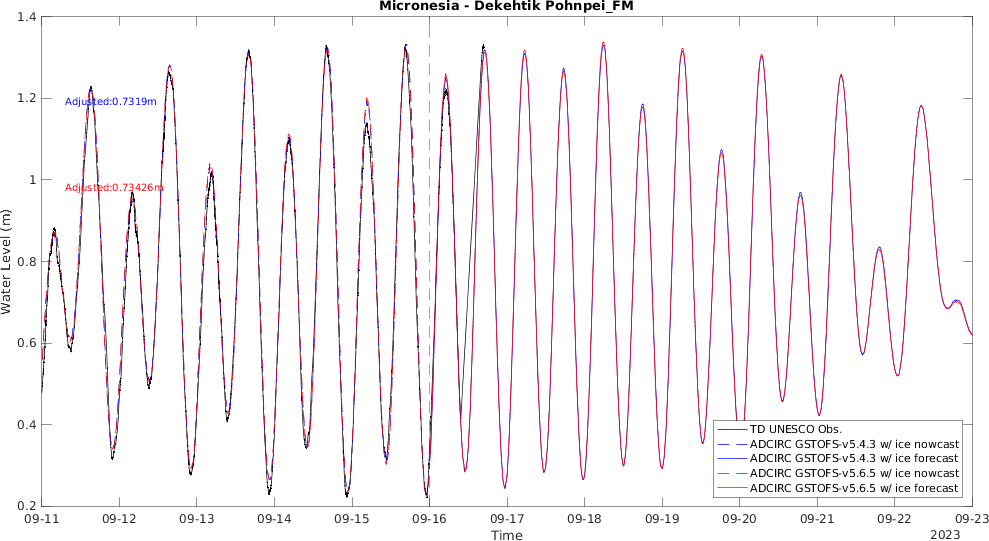 Micronesia - Dekehtik Pohnpei_FM
1.4
1.2
1
0.8
0.6
0.4
0.2
Water Level (m)
Adjusted:0.7319m
Adjusted:0.73426m
TD UNESCO Obs.
ADCIRC GSTOFS-v5.4.3 w/ ice nowcast
ADCIRC GSTOFS-v5.4.3 w/ ice forecast
ADCIRC GSTOFS-v5.6.5 w/ ice nowcast
ADCIRC GSTOFS-v5.6.5 w/ ice forecast
09-11 09-12 09-13 09-14 09-15 09-16 09-17 09-18 09-19 09-20 09-21 09-22 09-23
Time
2023